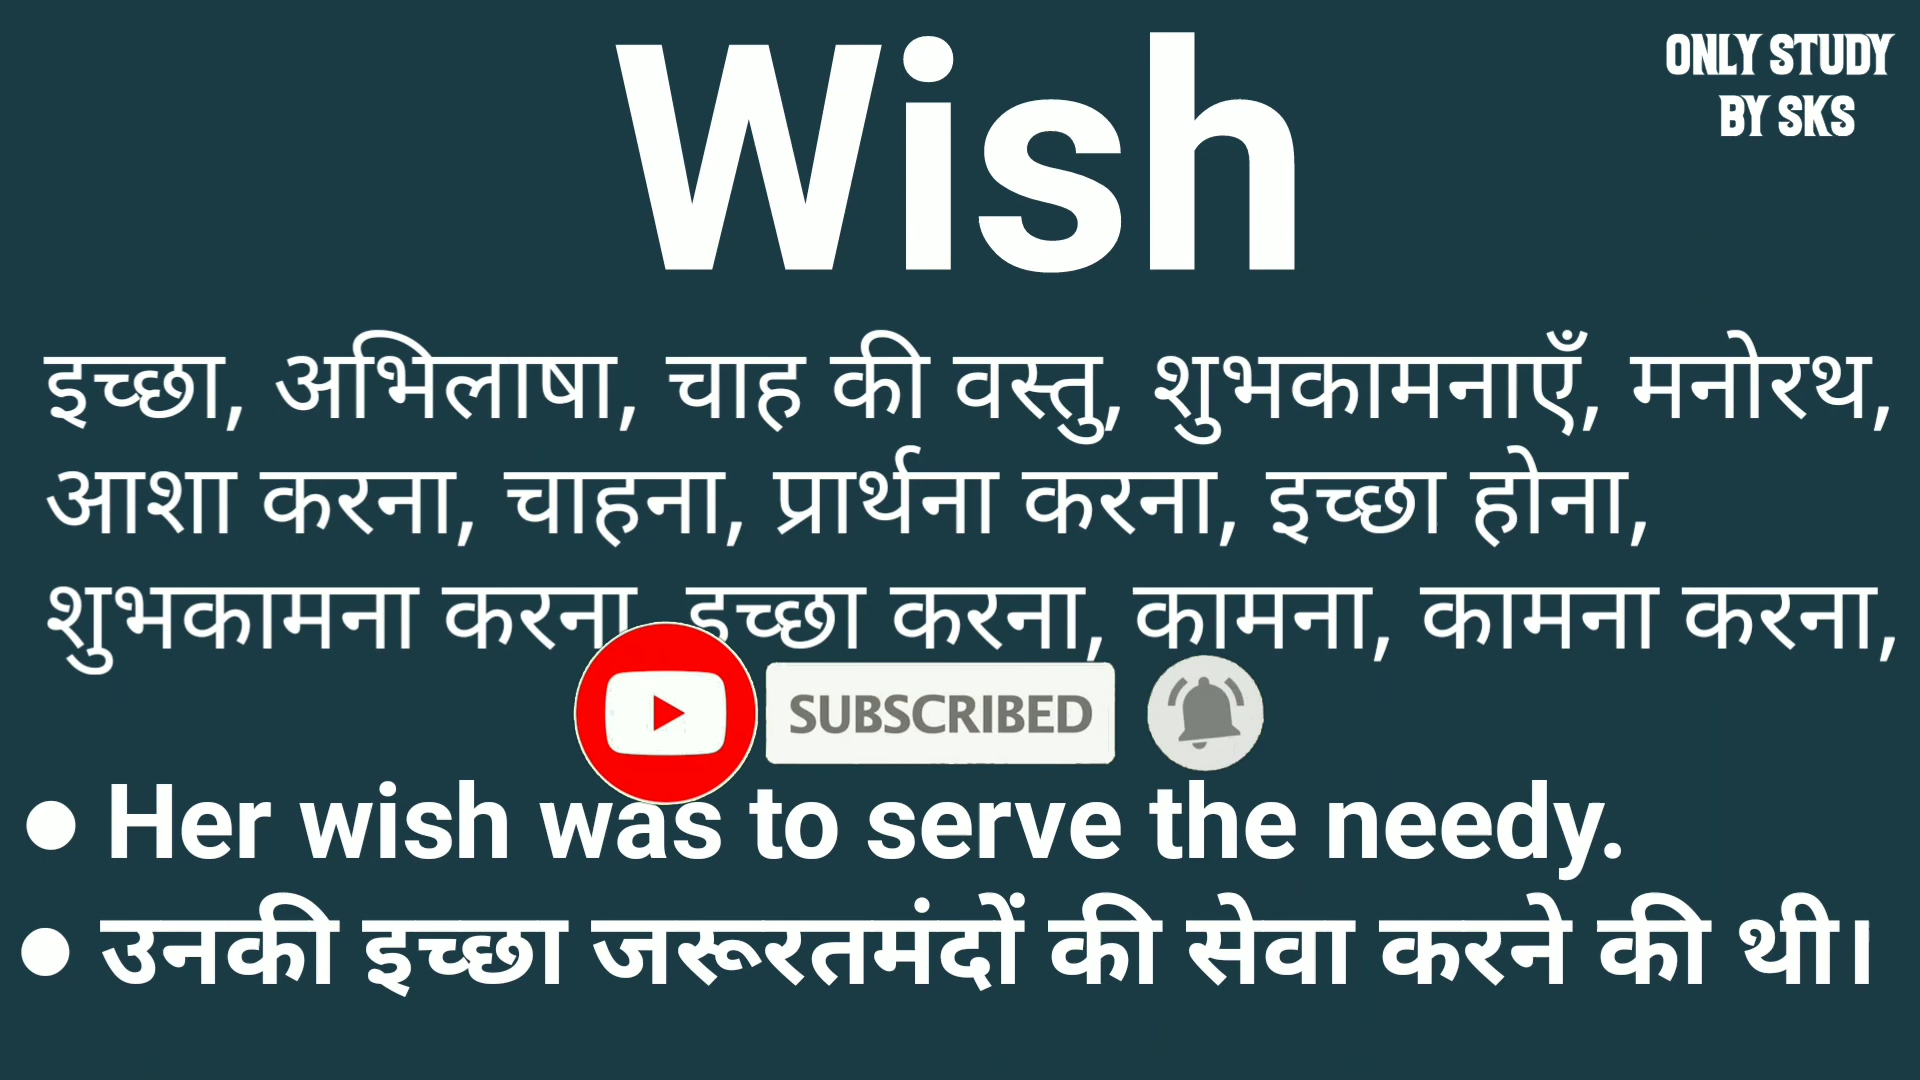 Wish
ONLY STUDY
BY SKS
इच्छा, अभिलाषा, चाह की वस्तु, शुभकामनाएँ, मनोरथ,
आशा करना, चाहना, प्रार्थना करना, इच्छा होना,
शुभकामना करना, इच्छा करना, कामना, कामना करना,
SUBSCRIBED
● Her wish was to serve the needy.
● उनकी इच्छा जरूरतमंदों की सेवा करने की थी।